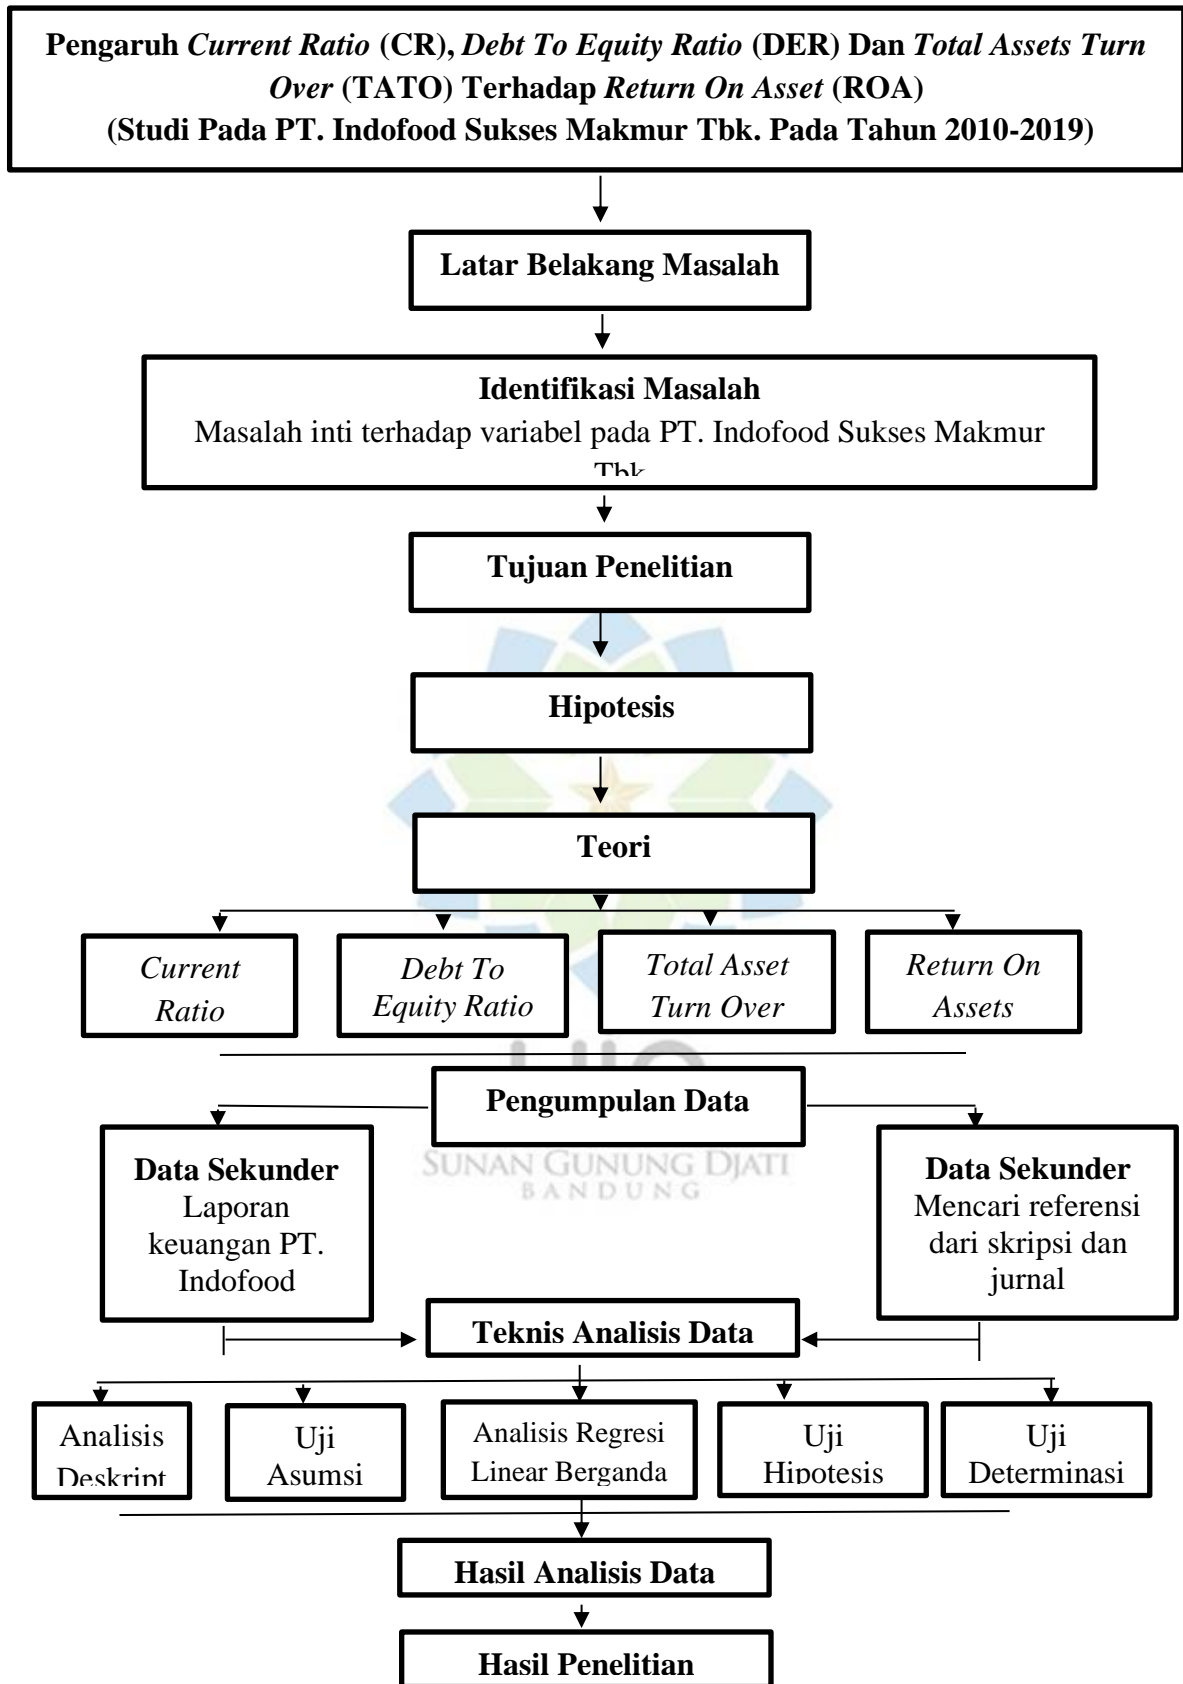 Pengaruh Current Ratio (CR), Debt To Equity Ratio (DER) Dan Total Assets Turn
Over (TATO) Terhadap Return On Asset (ROA)
(Studi Pada PT. Indofood Sukses Makmur Tbk. Pada Tahun 2010-2019)
Latar Belakang Masalah
Identifikasi Masalah
Masalah inti terhadap variabel pada PT. Indofood Sukses Makmur
Tbk
Tujuan Penelitian
Hipotesis
Teori
Current
Ratio
Debt To
Equity Ratio
Total Asset
Turn Over
Return On
Assets
Pengumpulan Data
Data Sekunder
Laporan
keuangan PT.
Indofood
SUNAN GUNUNG DJATI
BANDUNG
Data Sekunder
Mencari referensi
dari skripsi dan
jurnal
Teknis Analisis Data
Analisis
Deskript
Uji
Asumsi
Analisis Regresi
Linear Berganda
Uji
Hipotesis
Uji
Determinasi
Hasil Analisis Data
Hasil Penelitian